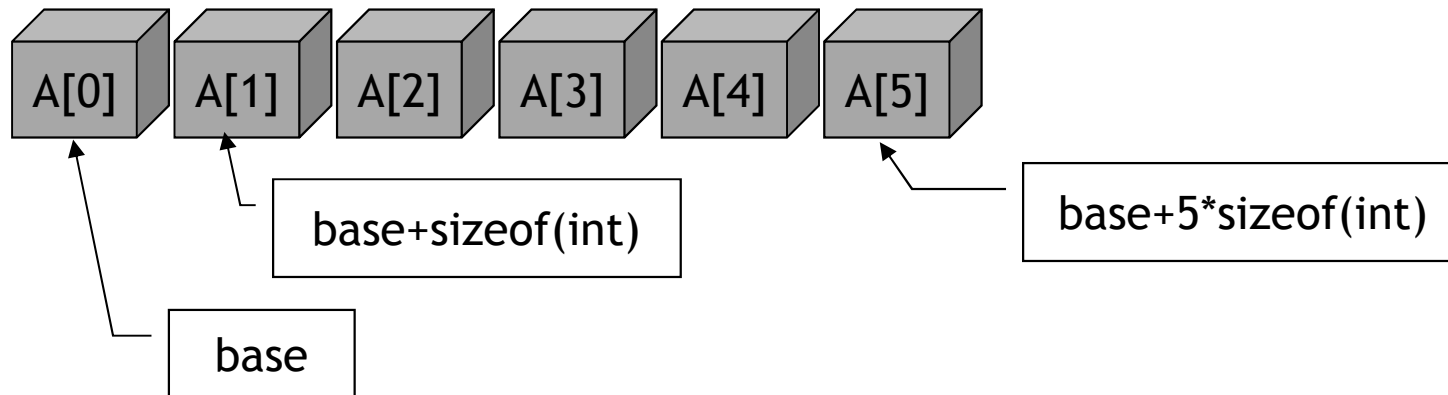 A[0] A[1] A[2] A[3] A[4] A[5]
base+sizeof(int)
base+5*sizeof(int)
base